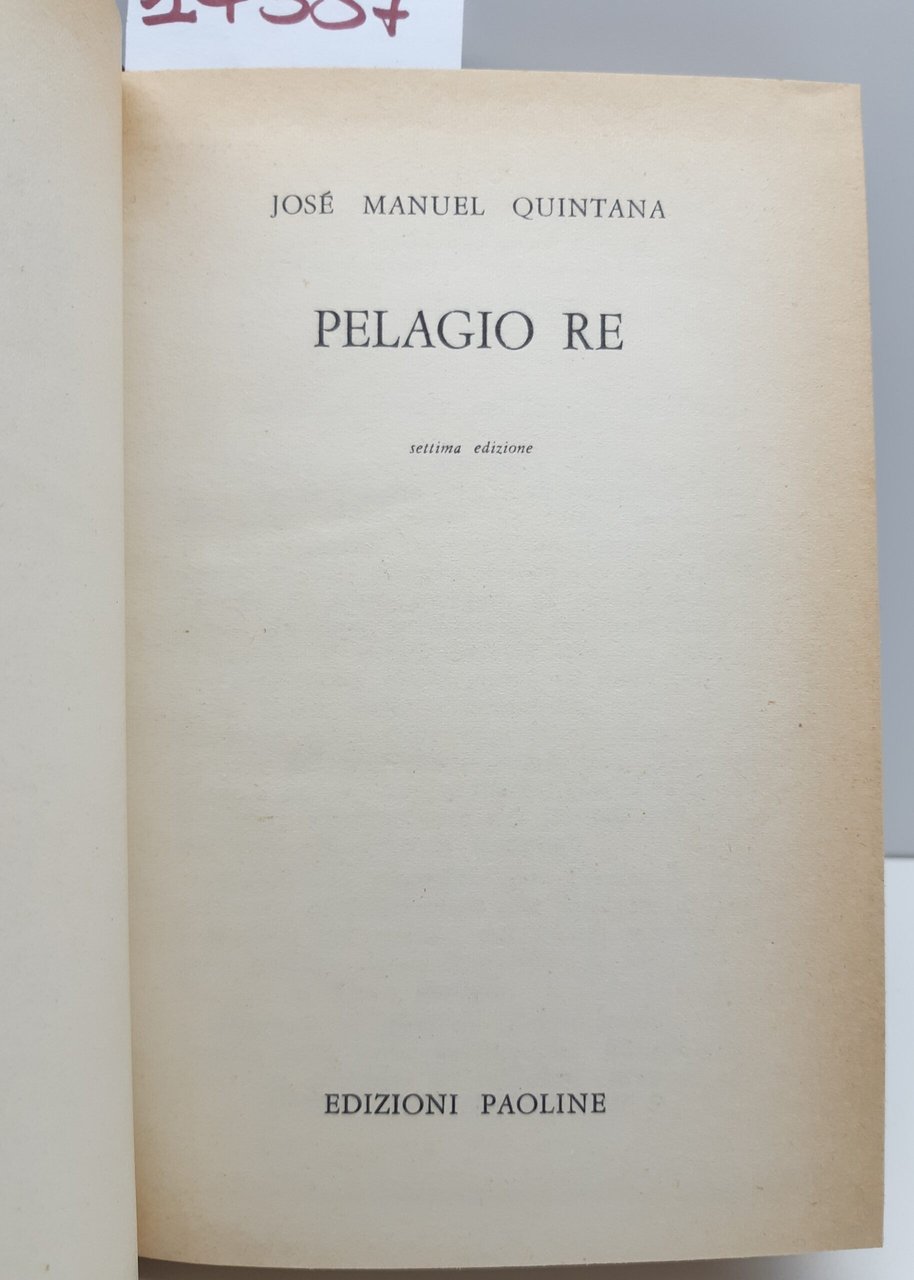 JOSÉ MANUEL QUINTANA
PELAGIO RE
settima edizione
EDIZIONI PAOLINE